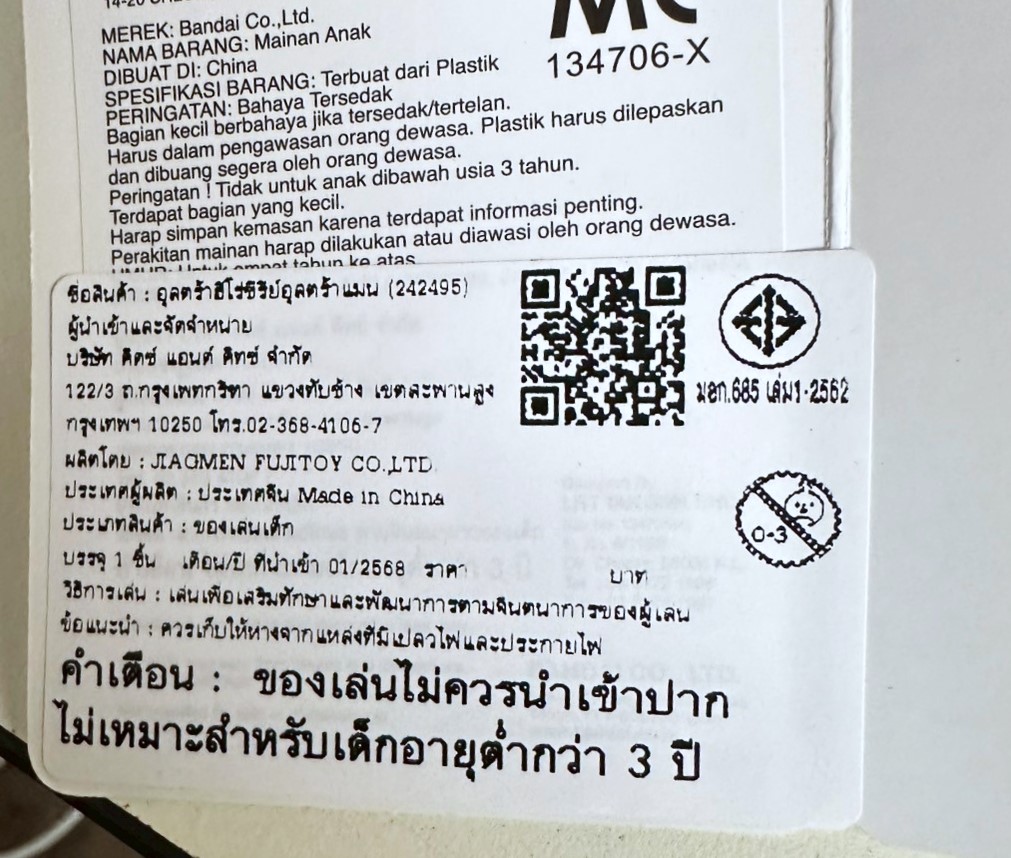 MEREK: Bandai Co.,Ltd.
NAMA BARANG: Mainan Anak
DIBUAT DI: China
SPESIFIKASI BARANG: Terbuat dari Plastik
PERINGATAN: Bahaya Tersedak
Bagian kecil berbahaya jika tersedak/tertelan.
Harus dalam pengawasan orang dewasa. Plastik harus dilepaskan
dan dibuang segera oleh orang dewasa.
Peringatan ! Tidak untuk anak dibawah usia 3 tahun.
Terdapat bagian yang kecil.
Harap simpan kemasan karena terdapat informasi penting.
Perakitan mainan harap dilakukan atau diawasi oleh orang dewasa.
UMUR: Untuk empat tahun ke atas
134706-X
ชื่อสินค้า : อุลตร้าฮีโร่ซีรีย์อุลตร้าแมน (242495)
ผู้นำเข้าและจัดจำหน่าย
บริษัท คิดซ์ แอนด์ คิทซ์ จำกัด
122/3 ถ.กรุงเทพกรีฑา แขวงทับช้าง เขตสะพานสูง
กรุงเทพฯ 10250 โทร.02-368-4106-7
ผลิตโดย : JIAGMEN FUJITOY CO.,LTD
ประเทศผู้ผลิต : ประเทศจีน Made in China
ประเภทสินค้า : ของเล่นเด็ก
บรรจุ 1 ชิ้น เดือน/ปี ที่นำเข้า 01/2568 ราคา บาท
วิธีการเล่น : เล่นเพื่อเสริมทักษาและพัฒนาการตามจินตนาการของผู้เล่น
ข้อแนะนำ : ควรเก็บให้ห่างจากแหล่งที่มีเปลวไฟและประกายไฟ
คำเตือน : ของเล่นไม่ควรนำเข้าปาก
ไม่เหมาะสำหรับเด็กอายุต่ำกว่า 3 ปี
มอก.685 เล่ม1-2562
0-3